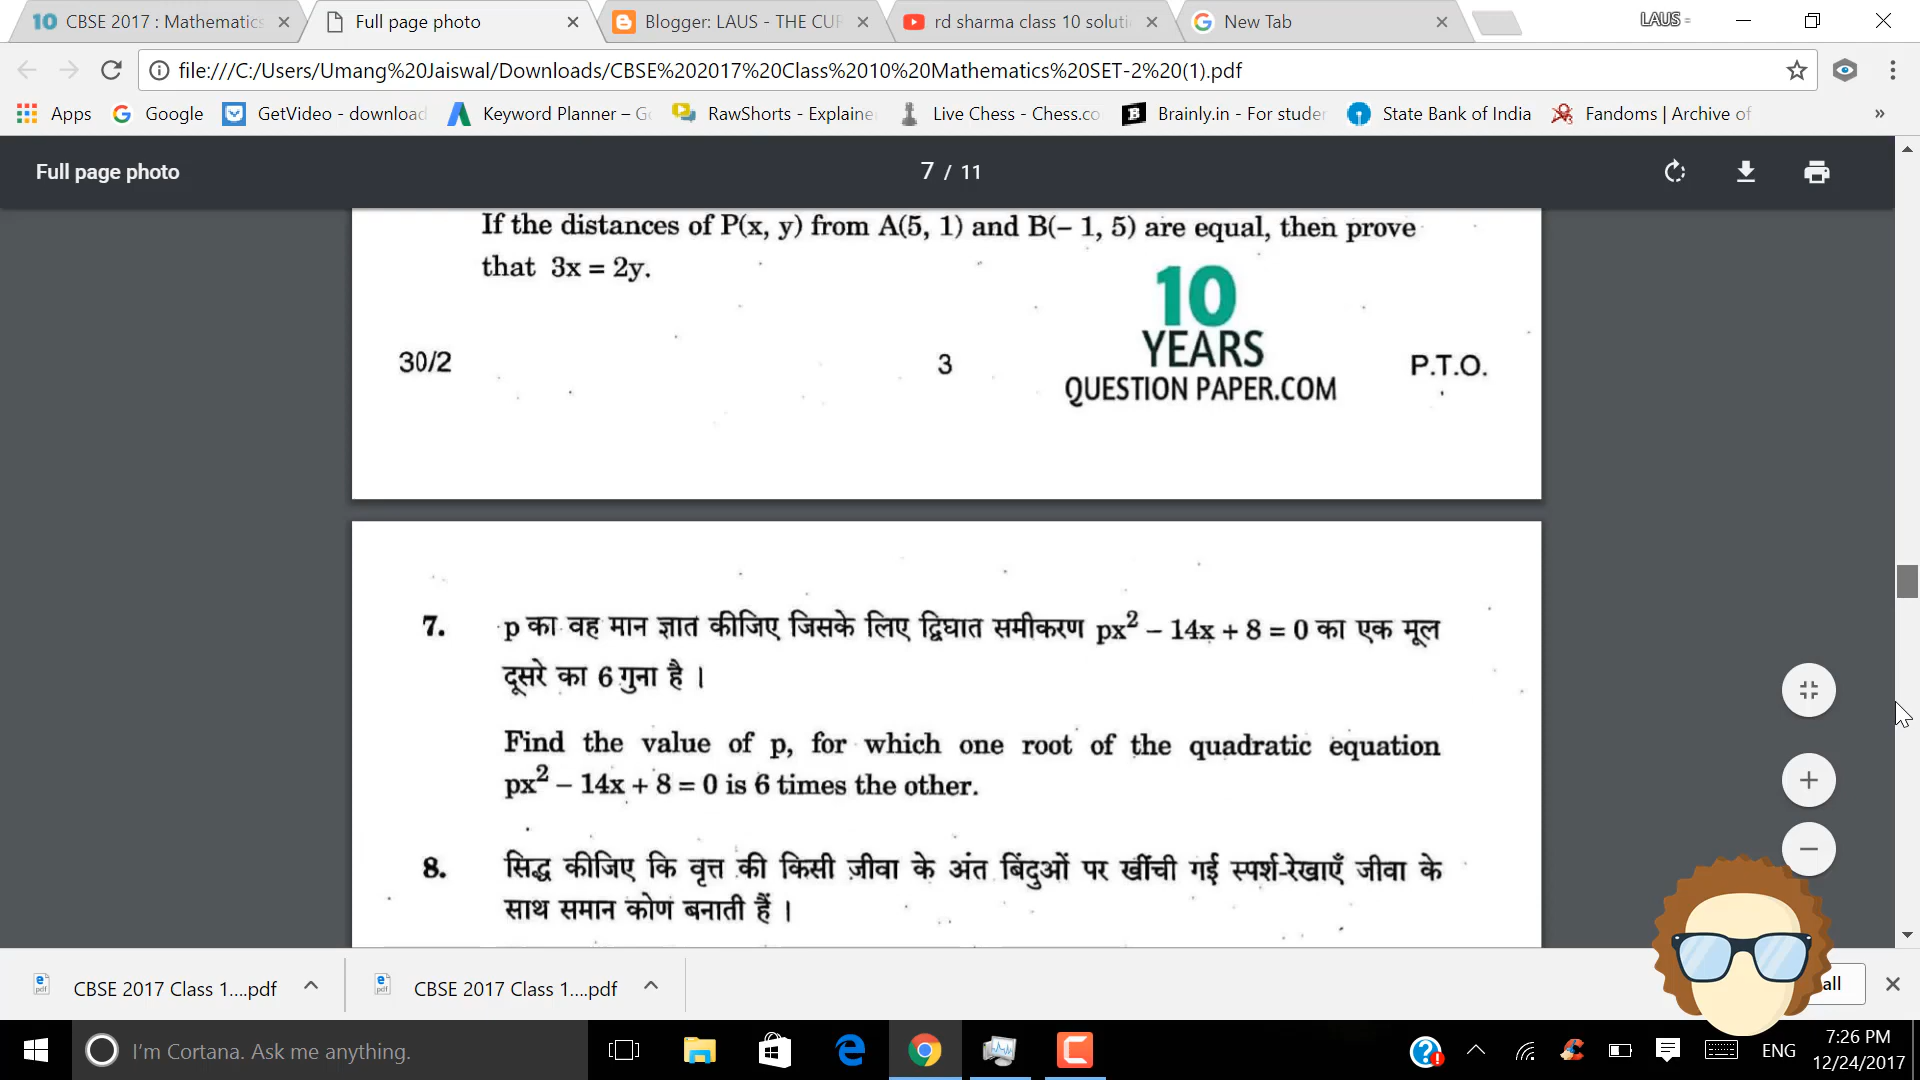 CBSE 2017 : Mathematics
Full page photo
Blogger: LAUS - THE CUR
rd sharma class 10 soluti
New Tab
LAUS =
file:///C:/Users/Umang%20Jaiswal/Downloads/CBSE%202017%20Class%2010%20Mathematics%20SET-2%20(1).pdf
Apps
Google
GetVideo - download
Keyword Planner – Go
RawShorts - Explaine
Live Chess - Chess.co
Brainly.in - For studen
State Bank of India
Fandoms | Archive of
»
Full page photo
7 / 11
If the distances of P(x, y) from A(5, 1) and B(– 1, 5) are equal, then prove
that 3x = 2y.
10
YEARS
QUESTION PAPER.COM
30/2
3
P.T.O.
7. p का वह मान ज्ञात कीजिए जिसके लिए द्विघात समीकरण px² – 14x + 8 = 0 का एक मूल
दूसरे का 6 गुना है ।
Find the value of p, for which one root of the quadratic equation
px² – 14x + 8 = 0 is 6 times the other.
8. सिद्ध कीजिए कि वृत्त की किसी जीवा के अंत बिंदुओं पर खींची गई स्पर्श-रेखाएँ जीवा के
साथ समान कोण बनाती हैं ।
CBSE 2017 Class 1....pdf
CBSE 2017 Class 1....pdf
all
I'm Cortana. Ask me anything.
ENG
7:26 PM
12/24/2017